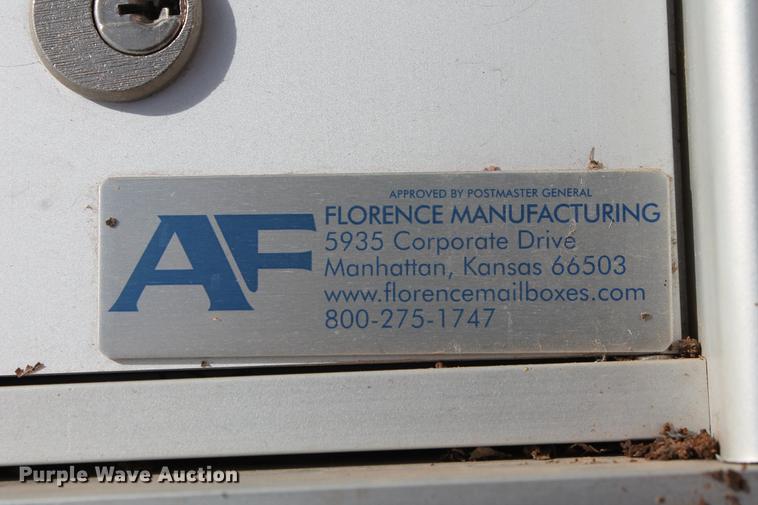 APPROVED BY POSTMASTER GENERAL
AF
FLORENCE MANUFACTURING
5935 Corporate Drive
Manhattan, Kansas 66503
www.florencemailboxes.com
800-275-1747
Purple Wave Auction